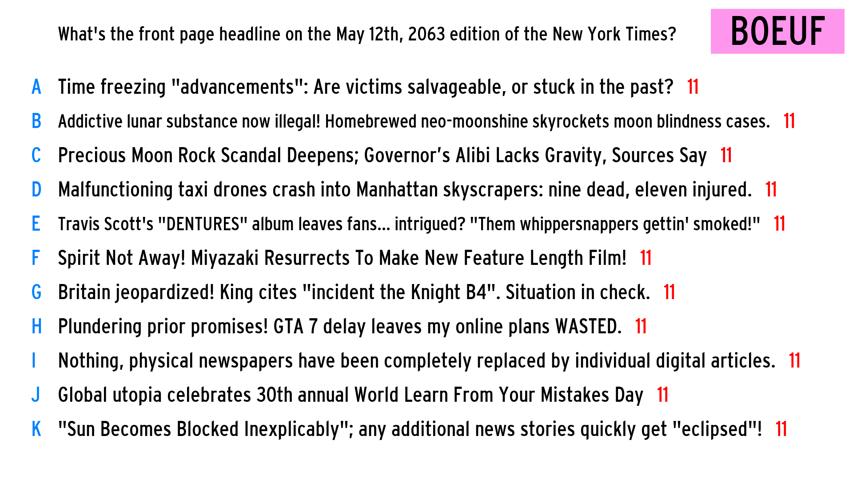 What's the front page headline on the May 12th, 2063 edition of the New York Times?
BOEUF
A Time freezing "advancements": Are victims salvageable, or stuck in the past? 11
B Addictive lunar substance now illegal! Homebrewed neo-moonshine skyrockets moon blindness cases. 11
C Precious Moon Rock Scandal Deepens; Governor’s Alibi Lacks Gravity, Sources Say 11
D Malfunctioning taxi drones crash into Manhattan skyscrapers: nine dead, eleven injured. 11
E Travis Scott's "DENTURES" album leaves fans... intrigued? "Them whippersnappers gettin' smoked!" 11
F Spirit Not Away! Miyazaki Resurrects To Make New Feature Length Film! 11
G Britain jeopardized! King cites "incident the Knight B4". Situation in check. 11
H Plundering prior promises! GTA 7 delay leaves my online plans WASTED. 11
I Nothing, physical newspapers have been completely replaced by individual digital articles. 11
J Global utopia celebrates 30th annual World Learn From Your Mistakes Day 11
K "Sun Becomes Blocked Inexplicably"; any additional news stories quickly get "eclipsed"! 11